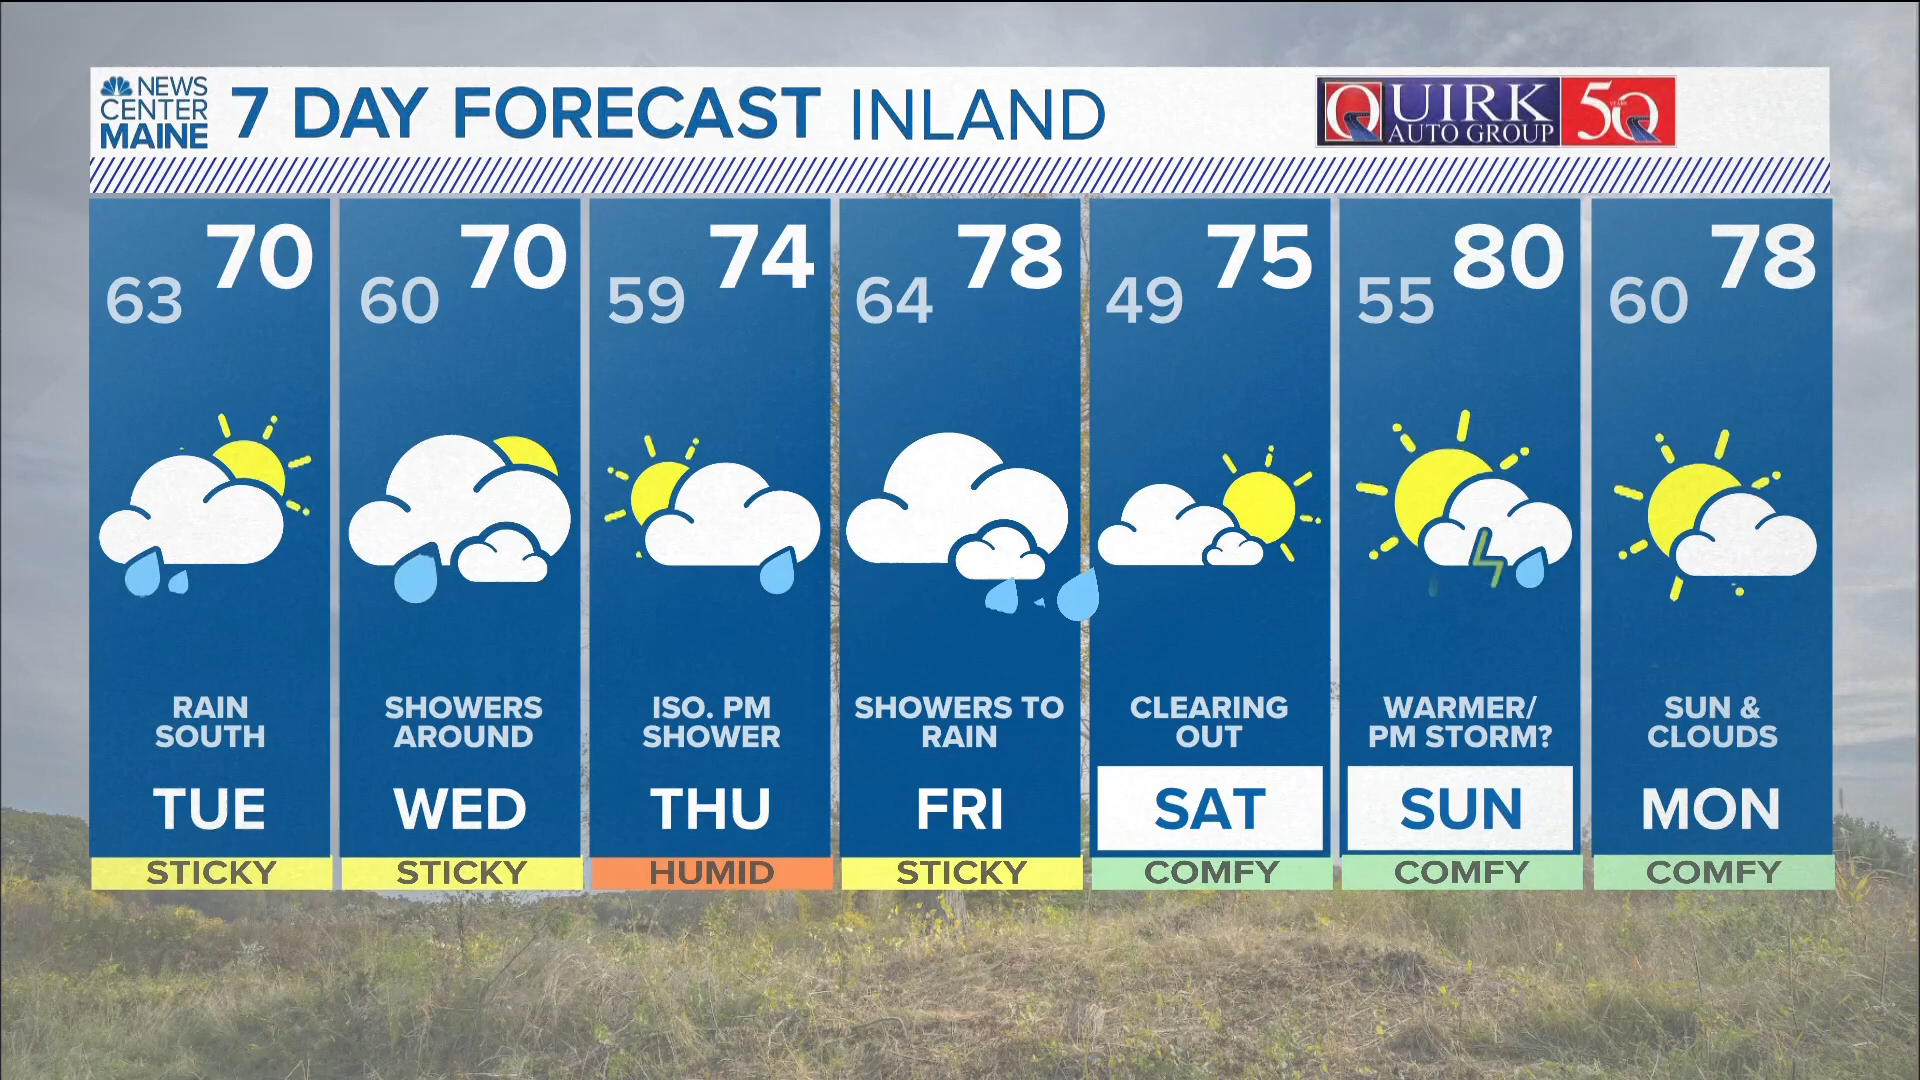 NEWS
CENTER
MAINE
7 DAY FORECAST INLAND
QUIRK
AUTO GROUP
50
YEARS
70
63
70
60
74
59
78
64
75
49
80
55
78
60
RAIN
SOUTH
SHOWERS
AROUND
ISO. PM
SHOWER
SHOWERS TO
RAIN
CLEARING
OUT
WARMER/
PM STORM?
SUN &
CLOUDS
TUE
WED
THU
FRI
SAT
SUN
MON
STICKY
STICKY
HUMID
STICKY
COMFY
COMFY
COMFY